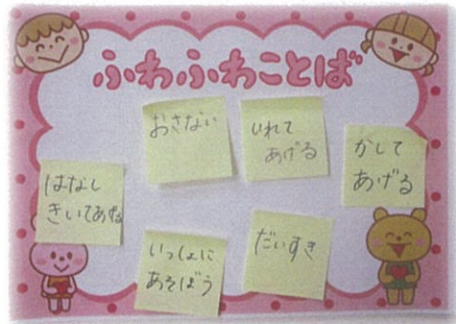 ふわふわことば
おさない
いれて
あげる
かして
あげる
はなし
きいてあげる
いっしょに
あそぼう
だいすき